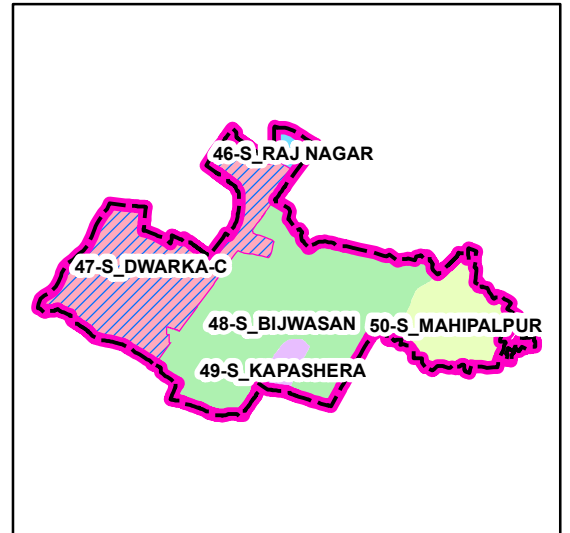 46-S_RAJ NAGAR
47-S_DWARKA-C
48-S_BIJWASAN
50-S_MAHIPALPUR
49-S_KAPASHERA